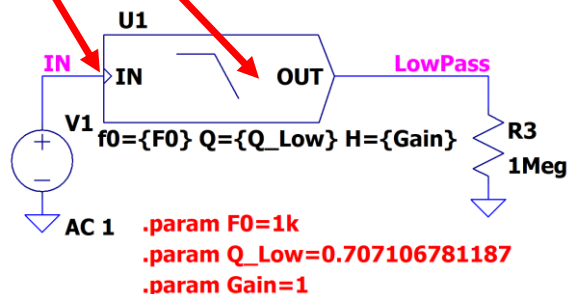 U1
IN
IN
OUT
LowPass
V1
f0={F0} Q={Q_Low} H={Gain}
R3
1Meg
AC 1
.param F0=1k
.param Q_Low=0.707106781187
.param Gain=1